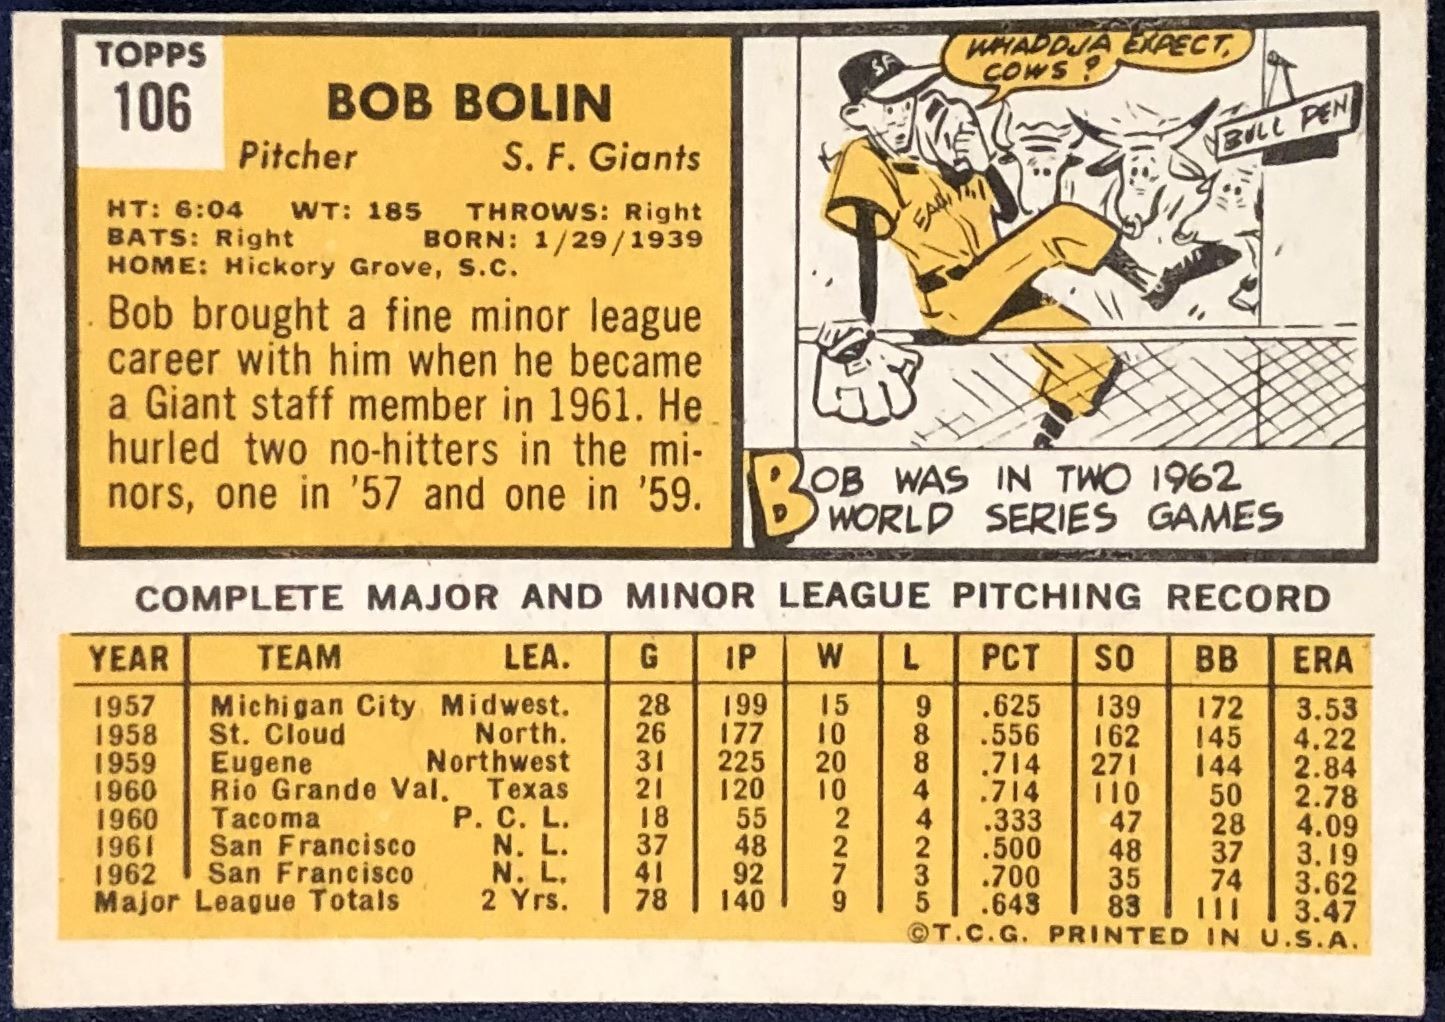 TOPPS
106
BOB BOLIN
Pitcher S. F. Giants
HT: 6:04 WT: 185 THROWS: Right
BATS: Right BORN: 1/29/1939
HOME: Hickory Grove, S.C.
Bob brought a fine minor league
career with him when he became
a Giant staff member in 1961. He
hurled two no-hitters in the mi-
nors, one in '57 and one in '59.
WHADDJA EXPECT,
COWS?
SF
BULL PEN
BOB WAS IN TWO 1962
WORLD SERIES GAMES
COMPLETE MAJOR AND MINOR LEAGUE PITCHING RECORD
YEAR TEAM LEA. G IP W L PCT SO BB ERA
1957 Michigan City Midwest. 28 199 15 9 .625 139 172 3.53
1958 St. Cloud North. 26 177 10 8 .556 162 145 4.22
1959 Eugene Northwest 31 225 20 8 .714 271 144 2.84
1960 Rio Grande Val. Texas 21 120 10 4 .714 110 50 2.78
1960 Tacoma P. C. L. 18 55 2 4 .333 47 28 4.09
1961 San Francisco N. L. 37 48 2 2 .500 48 37 3.19
1962 San Francisco N. L. 41 92 7 3 .700 35 74 3.62
Major League Totals 2 Yrs. 78 140 9 5 .643 83 111 3.47
©T.C.G. PRINTED IN U.S.A.